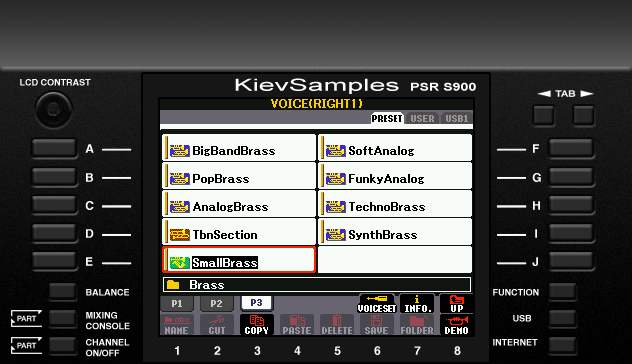 LCD CONTRAST
KievSamples PSR S900
TAB
VOICE(RIGHT1)
PRESET USER USB1
A BigBandBrass SoftAnalog F
B PopBrass FunkyAnalog G
C AnalogBrass TechnoBrass H
D TbnSection SynthBrass I
E SmallBrass J
Brass
BALANCE P1 P2 P3 VOICESET INFO. UP FUNCTION
PART MIXING CONSOLE NAME CUT COPY PASTE DELETE SAVE FOLDER DEMO USB
PART CHANNEL ON/OFF INTERNET
1 2 3 4 5 6 7 8